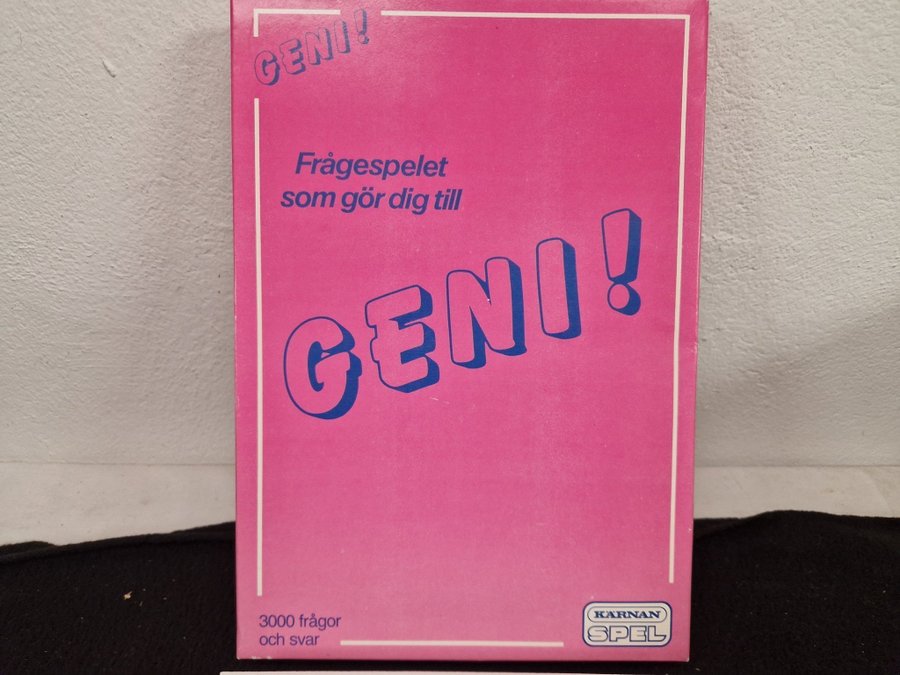 GENI!
Frågespelet
som gör dig till
GENI!
3000 frågor
och svar
KÄRNAN
SPEL